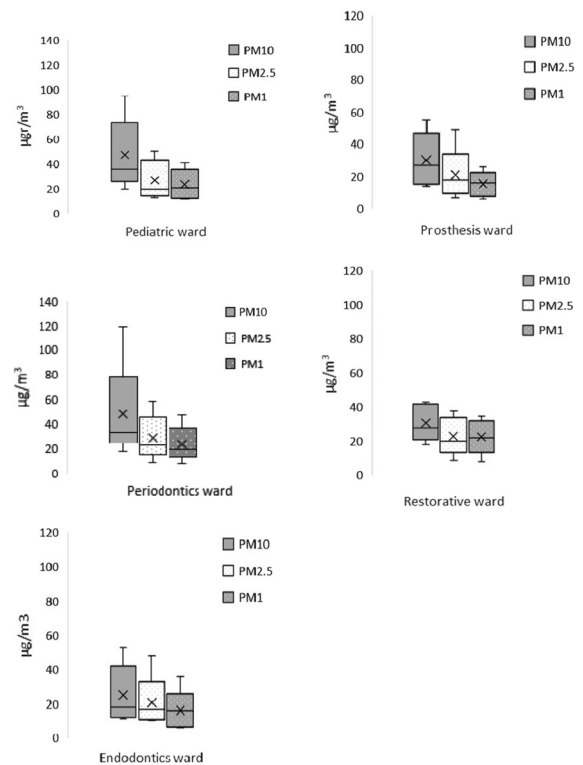 140
120
100
80
60
40
20
0
µgr/m³
PM10
PM2.5
PM1
Pediatric ward
120
100
80
60
40
20
0
µg/m³
PM10
PM2.5
PM1
Prosthesis ward
140
120
100
80
60
40
20
0
µg/m³
PM10
PM2.5
PM1
Periodontics ward
120
100
80
60
40
20
0
µg/m³
PM10
PM2.5
PM1
Restorative ward
120
100
80
60
40
20
0
µg/m3
PM10
PM2.5
PM1
Endodontics ward